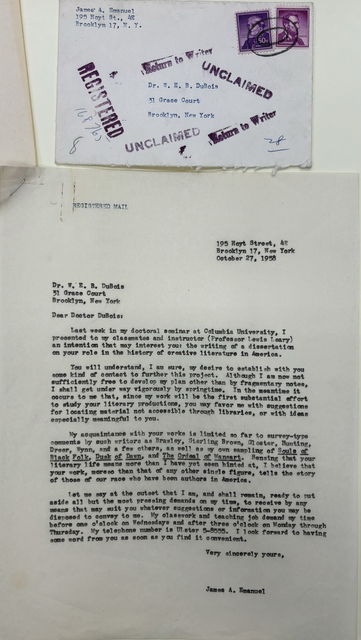 James A. Emanuel
195 Hoyt St., 4E
Brooklyn 17, N. Y.
50c
Return to Writer
UNCLAIMED
REGISTERED
Dr. W. E. B. DuBois
31 Grace Court
Brooklyn, New York
UNCLAIMED
Return to Writer
REGISTERED MAIL
195 Hoyt Street, 4E
Brooklyn 17, New York
October 27, 1958
Dr. W. E. B. DuBois
31 Grace Court
Brooklyn, New York
Dear Doctor DuBois:
Last week in my doctoral seminar at Columbia University, I
presented to my classmates and instructor (Professor Lewis Leary)
an intention that may interest you: the writing of a dissertation
on your role in the history of creative literature in America.
You will understand, I am sure, my desire to establish with you
some kind of contact to further this project. Although I am now not
sufficiently free to develop my plan other than by fragmentary notes,
I shall get under way vigorously by springtime. In the meantime it
occurs to me that, since my work will be the first substantial effort
to study your literary productions, you may favor me with suggestions
for locating material not accessible through libraries, or with ideas
especially meaningful to you.
My acquaintance with your works is limited so far to survey-type
comments by such writers as Brawley, Sterling Brown, Gloster, Bunting,
Dreer, Wynn, and a few others, as well as my own sampling of Souls of
Black Folk, Dusk of Dawn, and The Ordeal of Mansart. Feeling that your
literary life means more than I have yet seen hinted at, I believe that
your work, more than that of any other single figure, tells the story
of those of our race who have been authors in America.
Let me say at the outset that I am, and shall remain, ready to put
aside all but the most pressing demands on my time, to receive by any
means that may suit you whatever suggestions or information you may be
disposed to convey to me. My classwork and teaching job demand my time
before one o'clock on Wednesdays and after three o'clock on Monday through
Thursday. My telephone number is Ulster I look forward to having
some word from you as soon as you find it convenient.
Very sincerely yours,
James A. Emanuel